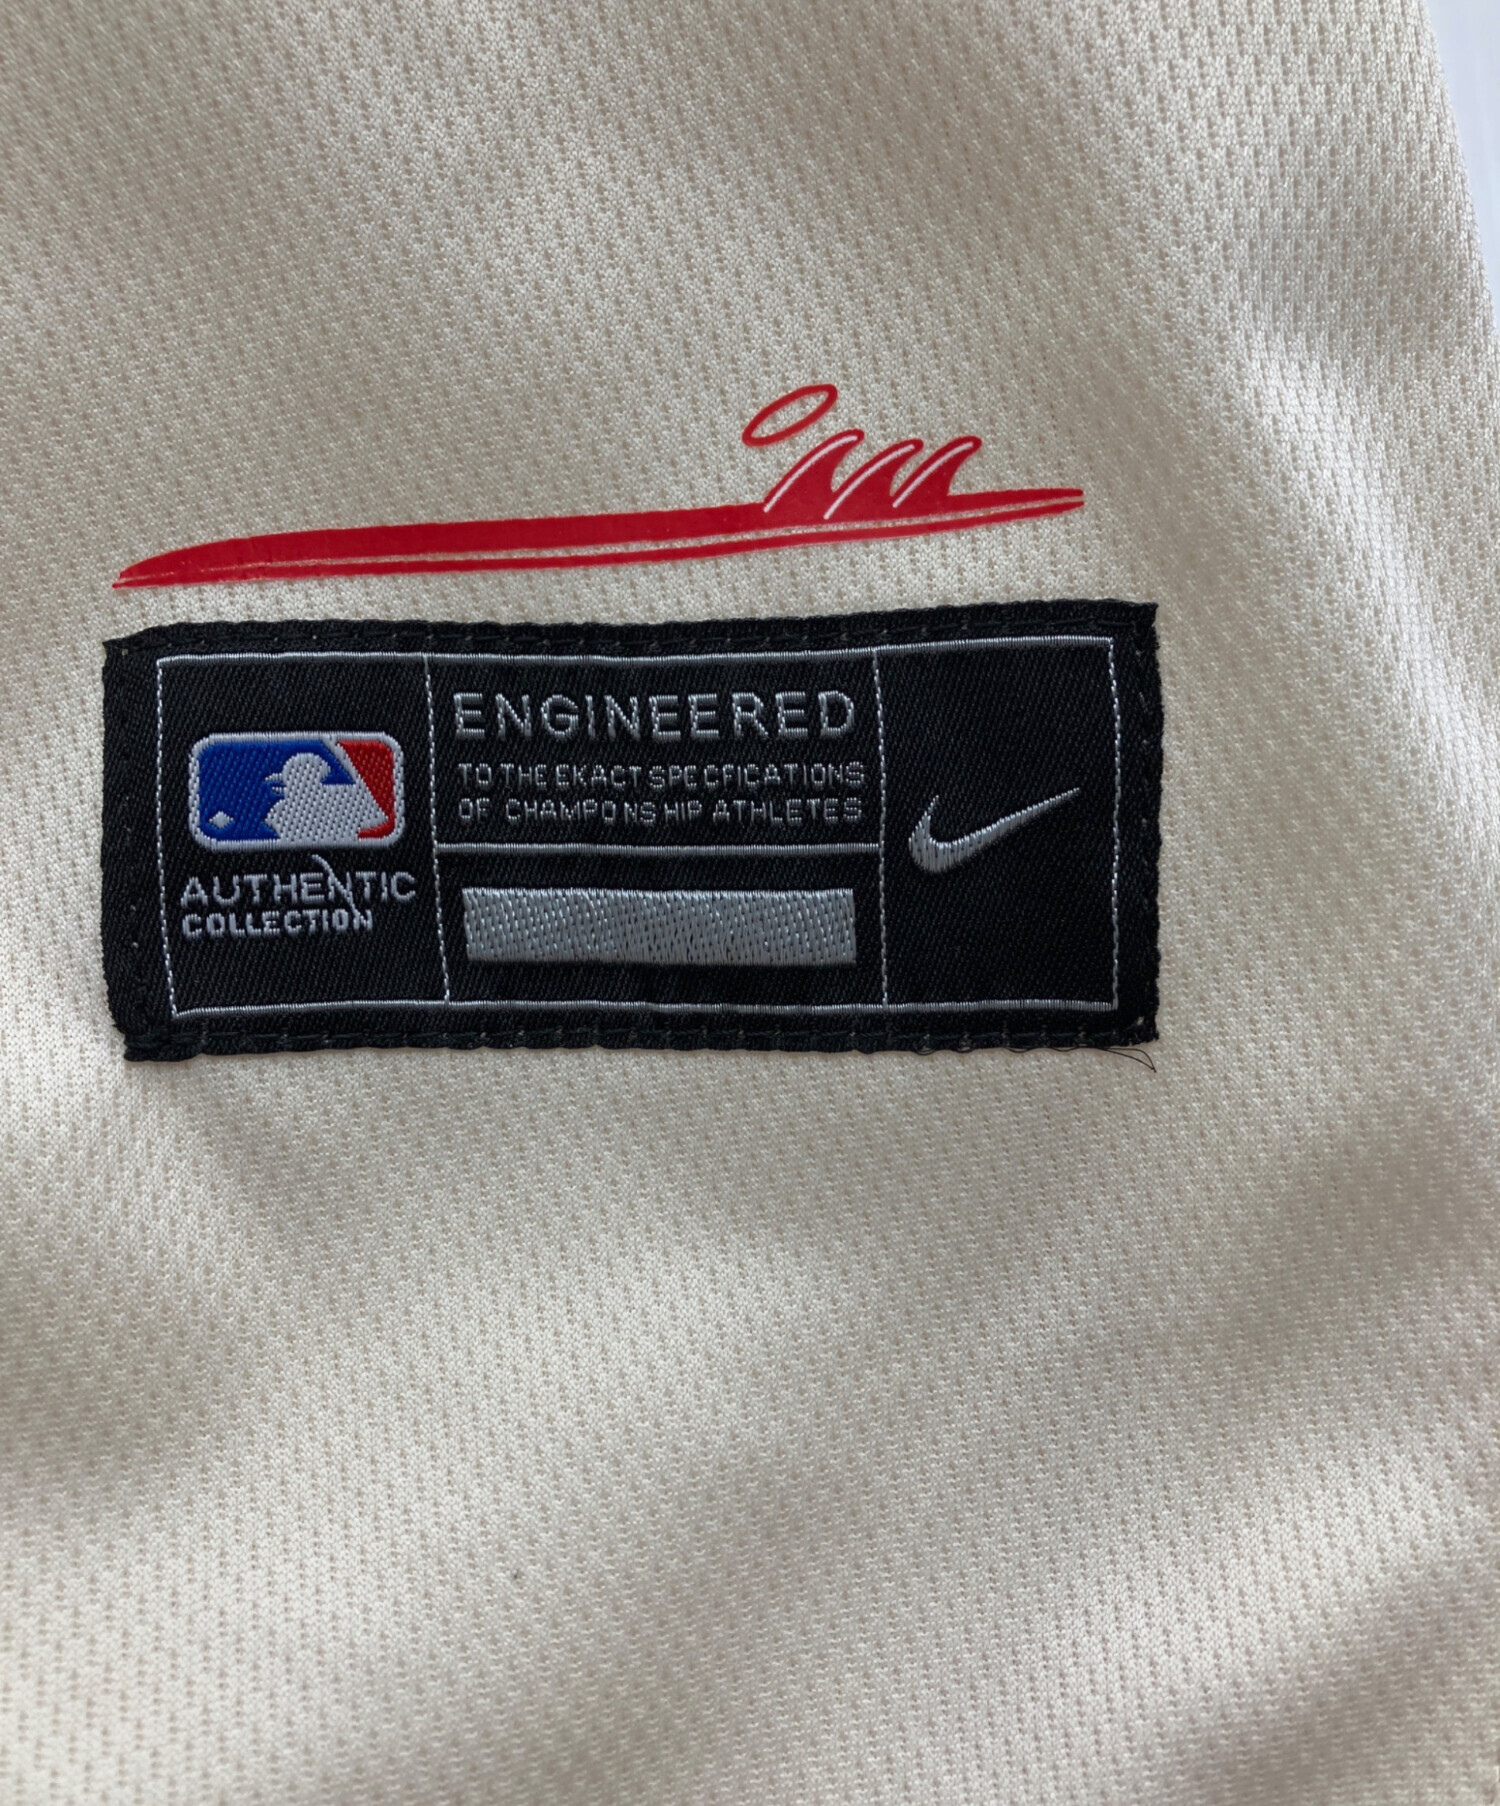 ENGINEERED
TO THE EKACT SPECFICATIONS
OF CHAMPONSHIP ATHLETES
AUTHENTIC
COLLECTION